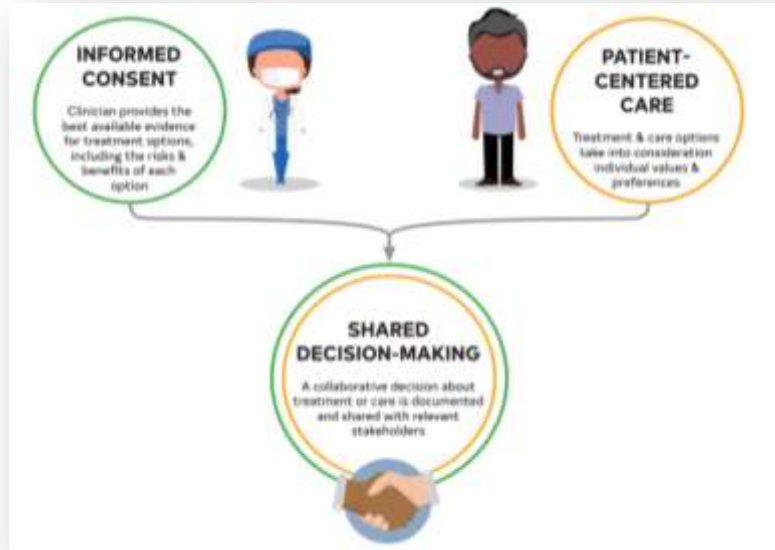 INFORMED
CONSENT
Clinician provides the
best available evidence
for treatment options,
including the risks &
benefits of each
option
PATIENT-
CENTERED
CARE
Treatment & care options
take into consideration
individual values &
preferences
SHARED
DECISION-MAKING
A collaborative decision about
treatment or care is documented
and shared with relevant
stakeholders